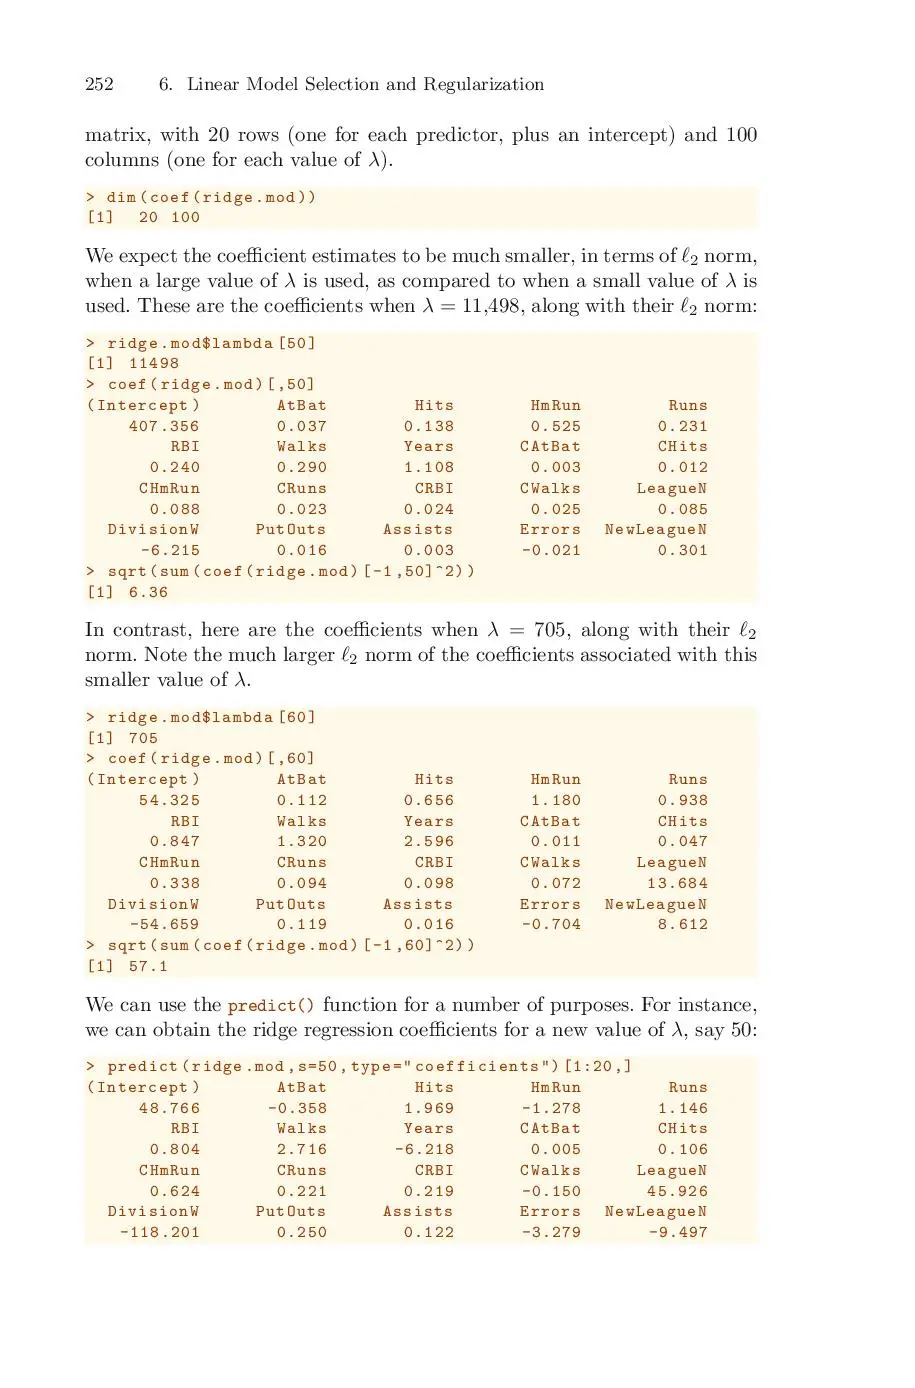 252 6. Linear Model Selection and Regularization
matrix, with 20 rows (one for each predictor, plus an intercept) and 100
columns (one for each value of λ).
> dim(coef(ridge.mod))
[1] 20 100
We expect the coefficient estimates to be much smaller, in terms of ℓ2 norm,
when a large value of λ is used, as compared to when a small value of λ is
used. These are the coefficients when λ = 11,498, along with their ℓ2 norm:
> ridge.mod$lambda[50]
[1] 11498
> coef(ridge.mod)[,50]
(Intercept) AtBat Hits HmRun Runs
407.356 0.037 0.138 0.525 0.231
RBI Walks Years CAtBat CHits
0.240 0.290 1.108 0.003 0.012
CHmRun CRuns CRBI CWalks LeagueN
0.088 0.023 0.024 0.025 0.085
DivisionW PutOuts Assists Errors NewLeagueN
-6.215 0.016 0.003 -0.021 0.301
> sqrt(sum(coef(ridge.mod)[-1,50]^2))
[1] 6.36
In contrast, here are the coefficients when λ = 705, along with their ℓ2
norm. Note the much larger ℓ2 norm of the coefficients associated with this
smaller value of λ.
> ridge.mod$lambda[60]
[1] 705
> coef(ridge.mod)[,60]
(Intercept) AtBat Hits HmRun Runs
54.325 0.112 0.656 1.180 0.938
RBI Walks Years CAtBat CHits
0.847 1.320 2.596 0.011 0.047
CHmRun CRuns CRBI CWalks LeagueN
0.338 0.094 0.098 0.072 13.684
DivisionW PutOuts Assists Errors NewLeagueN
-54.659 0.119 0.016 -0.704 8.612
> sqrt(sum(coef(ridge.mod)[-1,60]^2))
[1] 57.1
We can use the predict() function for a number of purposes. For instance,
we can obtain the ridge regression coefficients for a new value of λ, say 50:
> predict(ridge.mod,s=50,type="coefficients")[1:20,]
(Intercept) AtBat Hits HmRun Runs
48.766 -0.358 1.969 -1.278 1.146
RBI Walks Years CAtBat CHits
0.804 2.716 -6.218 0.005 0.106
CHmRun CRuns CRBI CWalks LeagueN
0.624 0.221 0.219 -0.150 45.926
DivisionW PutOuts Assists Errors NewLeagueN
-118.201 0.250 0.122 -3.279 -9.497